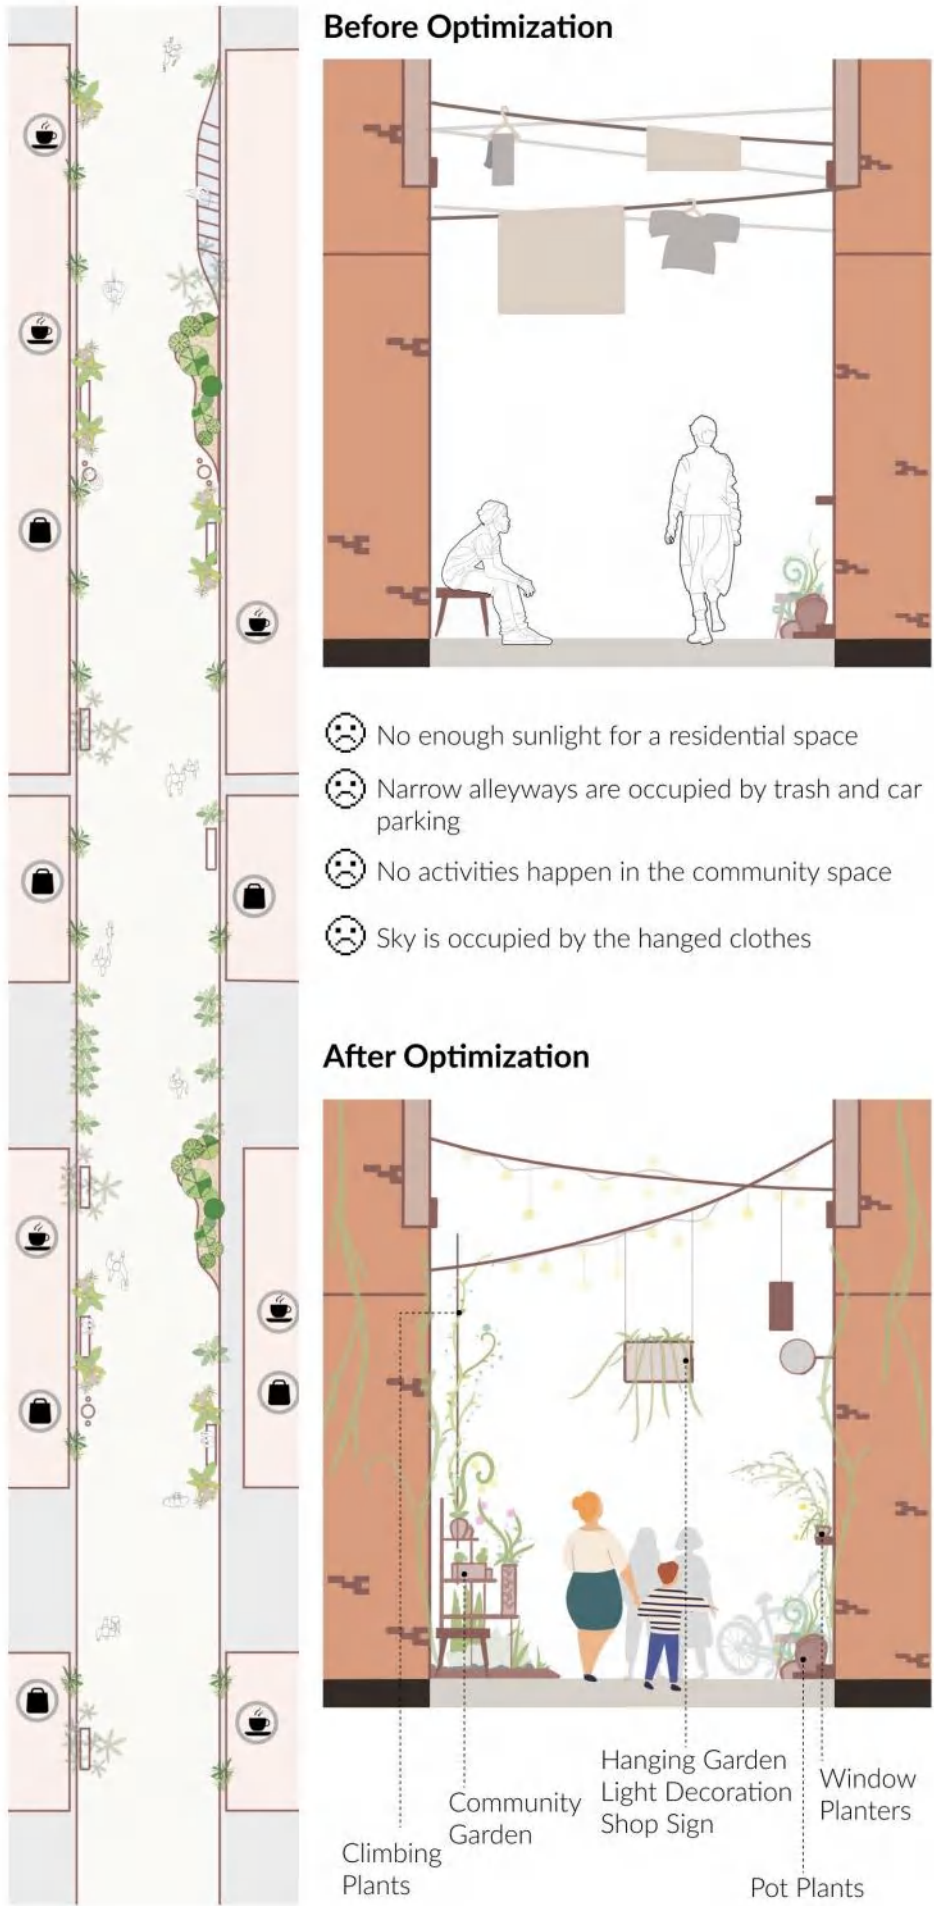 Before Optimization
No enough sunlight for a residential space
Narrow alleyways are occupied by trash and car
parking
No activities happen in the community space
Sky is occupied by the hanged clothes
After Optimization
Climbing
Plants
Community
Garden
Hanging Garden
Light Decoration
Shop Sign
Window
Planters
Pot Plants